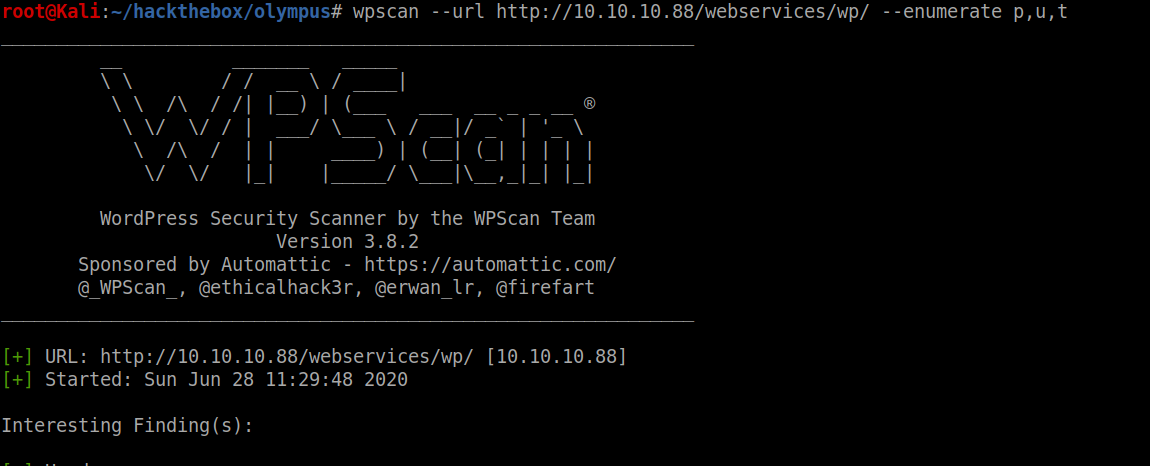 root@Kali:~/hackthebox/olympus# wpscan --url http://10.10.10.88/webservices/wp/ --enumerate p,u,t
WPScan ®
WordPress Security Scanner by the WPScan Team
Version 3.8.2
Sponsored by Automattic - https://automattic.com/
@_WPScan_, @ethicalhack3r, @erwan_lr, @firefart
[+] URL: http://10.10.10.88/webservices/wp/ [10.10.10.88]
[+] Started: Sun Jun 28 11:29:48 2020
Interesting Finding(s):